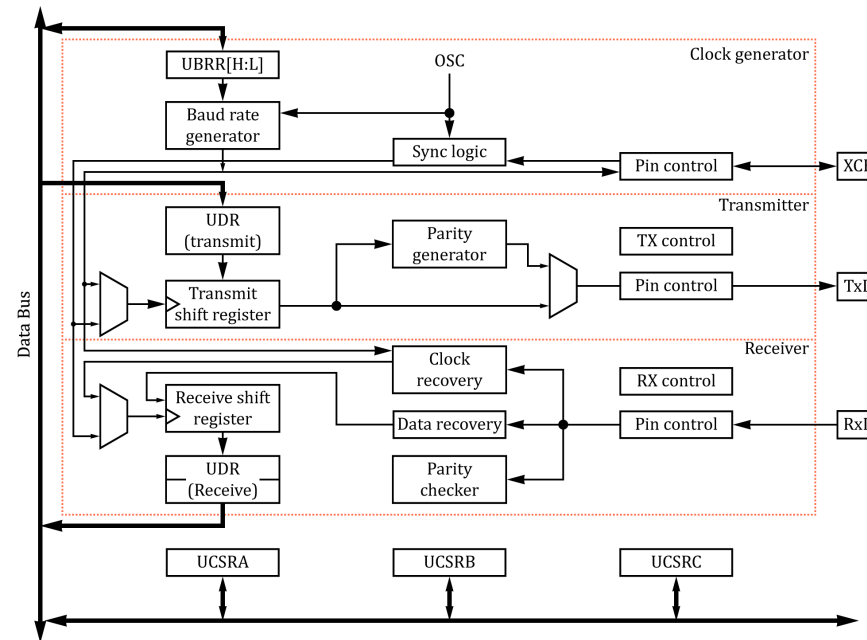 UBRR[H:L]
OSC
Clock generator
Baud rate
generator
Sync logic
Pin control
Transmitter
UDR
(transmit)
Parity
generator
TX control
Transmit
shift register
Pin control
Data Bus
Receiver
Clock
recovery
RX control
Receive shift
register
Data recovery
Pin control
UDR
(Receive)
Parity
checker
UCSRA
UCSRB
UCSRC